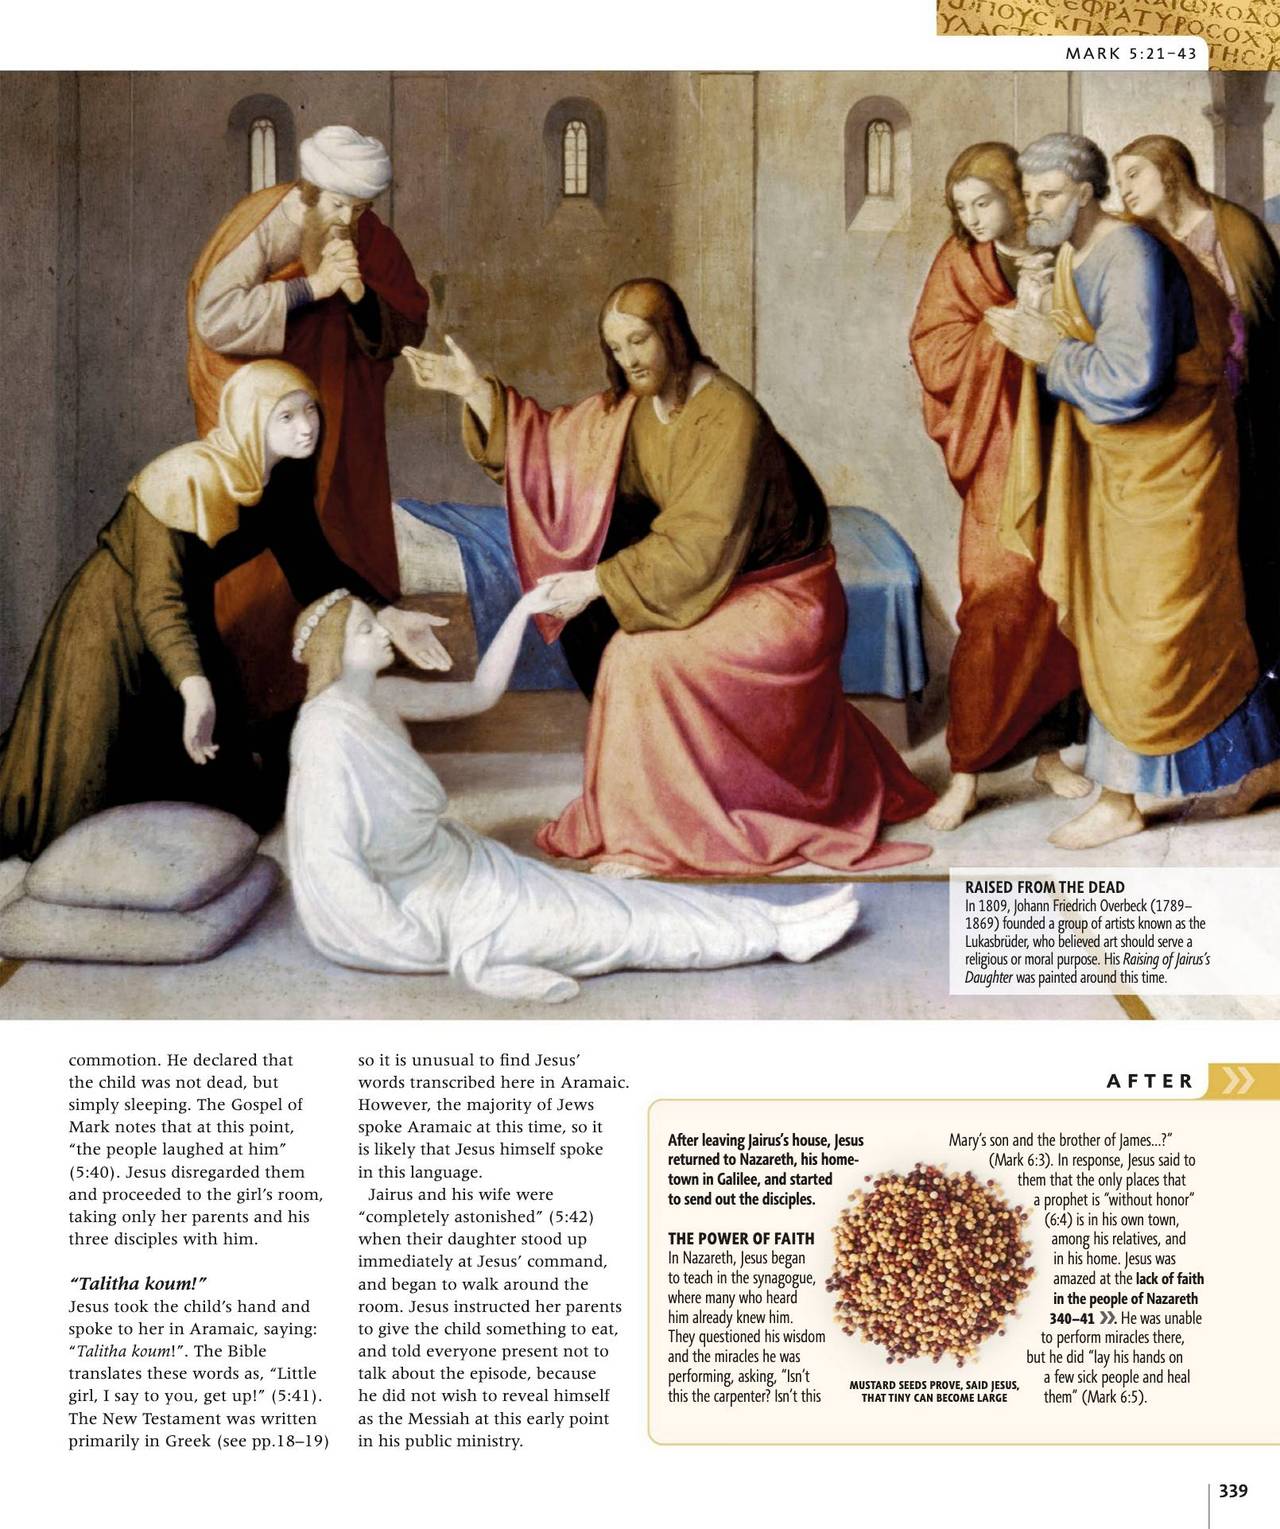 MARK 5:21–43
RAISED FROM THE DEAD
In 1809, Johann Friedrich Overbeck (1789–
1869) founded a group of artists known as the
Lukasbrüder, who believed art should serve a
religious or moral purpose. His Raising of Jairus’s
Daughter was painted around this time.
commotion. He declared that
the child was not dead, but
simply sleeping. The Gospel of
Mark notes that at this point,
“the people laughed at him”
(5:40). Jesus disregarded them
and proceeded to the girl’s room,
taking only her parents and his
three disciples with him.
“Talitha koum!”
Jesus took the child’s hand and
spoke to her in Aramaic, saying:
“Talitha koum!”. The Bible
translates these words as, “Little
girl, I say to you, get up!” (5:41).
The New Testament was written
primarily in Greek (see pp.18–19)
so it is unusual to find Jesus’
words transcribed here in Aramaic.
However, the majority of Jews
spoke Aramaic at this time, so it
is likely that Jesus himself spoke
in this language.
Jairus and his wife were
“completely astonished” (5:42)
when their daughter stood up
immediately at Jesus’ command,
and began to walk around the
room. Jesus instructed her parents
to give the child something to eat,
and told everyone present not to
talk about the episode, because
he did not wish to reveal himself
as the Messiah at this early point
in his public ministry.
AFTER
After leaving Jairus’s house, Jesus
returned to Nazareth, his home-
town in Galilee, and started
to send out the disciples.
THE POWER OF FAITH
In Nazareth, Jesus began
to teach in the synagogue,
where many who heard
him already knew him.
They questioned his wisdom
and the miracles he was
performing, asking, “Isn’t
this the carpenter? Isn’t this
MUSTARD SEEDS PROVE, SAID JESUS,
THAT TINY CAN BECOME LARGE
Mary’s son and the brother of James...?”
(Mark 6:3). In response, Jesus said to
them that the only places that
a prophet is “without honor”
(6:4) is in his own town,
among his relatives, and
in his home. Jesus was
amazed at the lack of faith
in the people of Nazareth
340–41 ». He was unable
to perform miracles there,
but he did “lay his hands on
a few sick people and heal
them” (Mark 6:5).
339